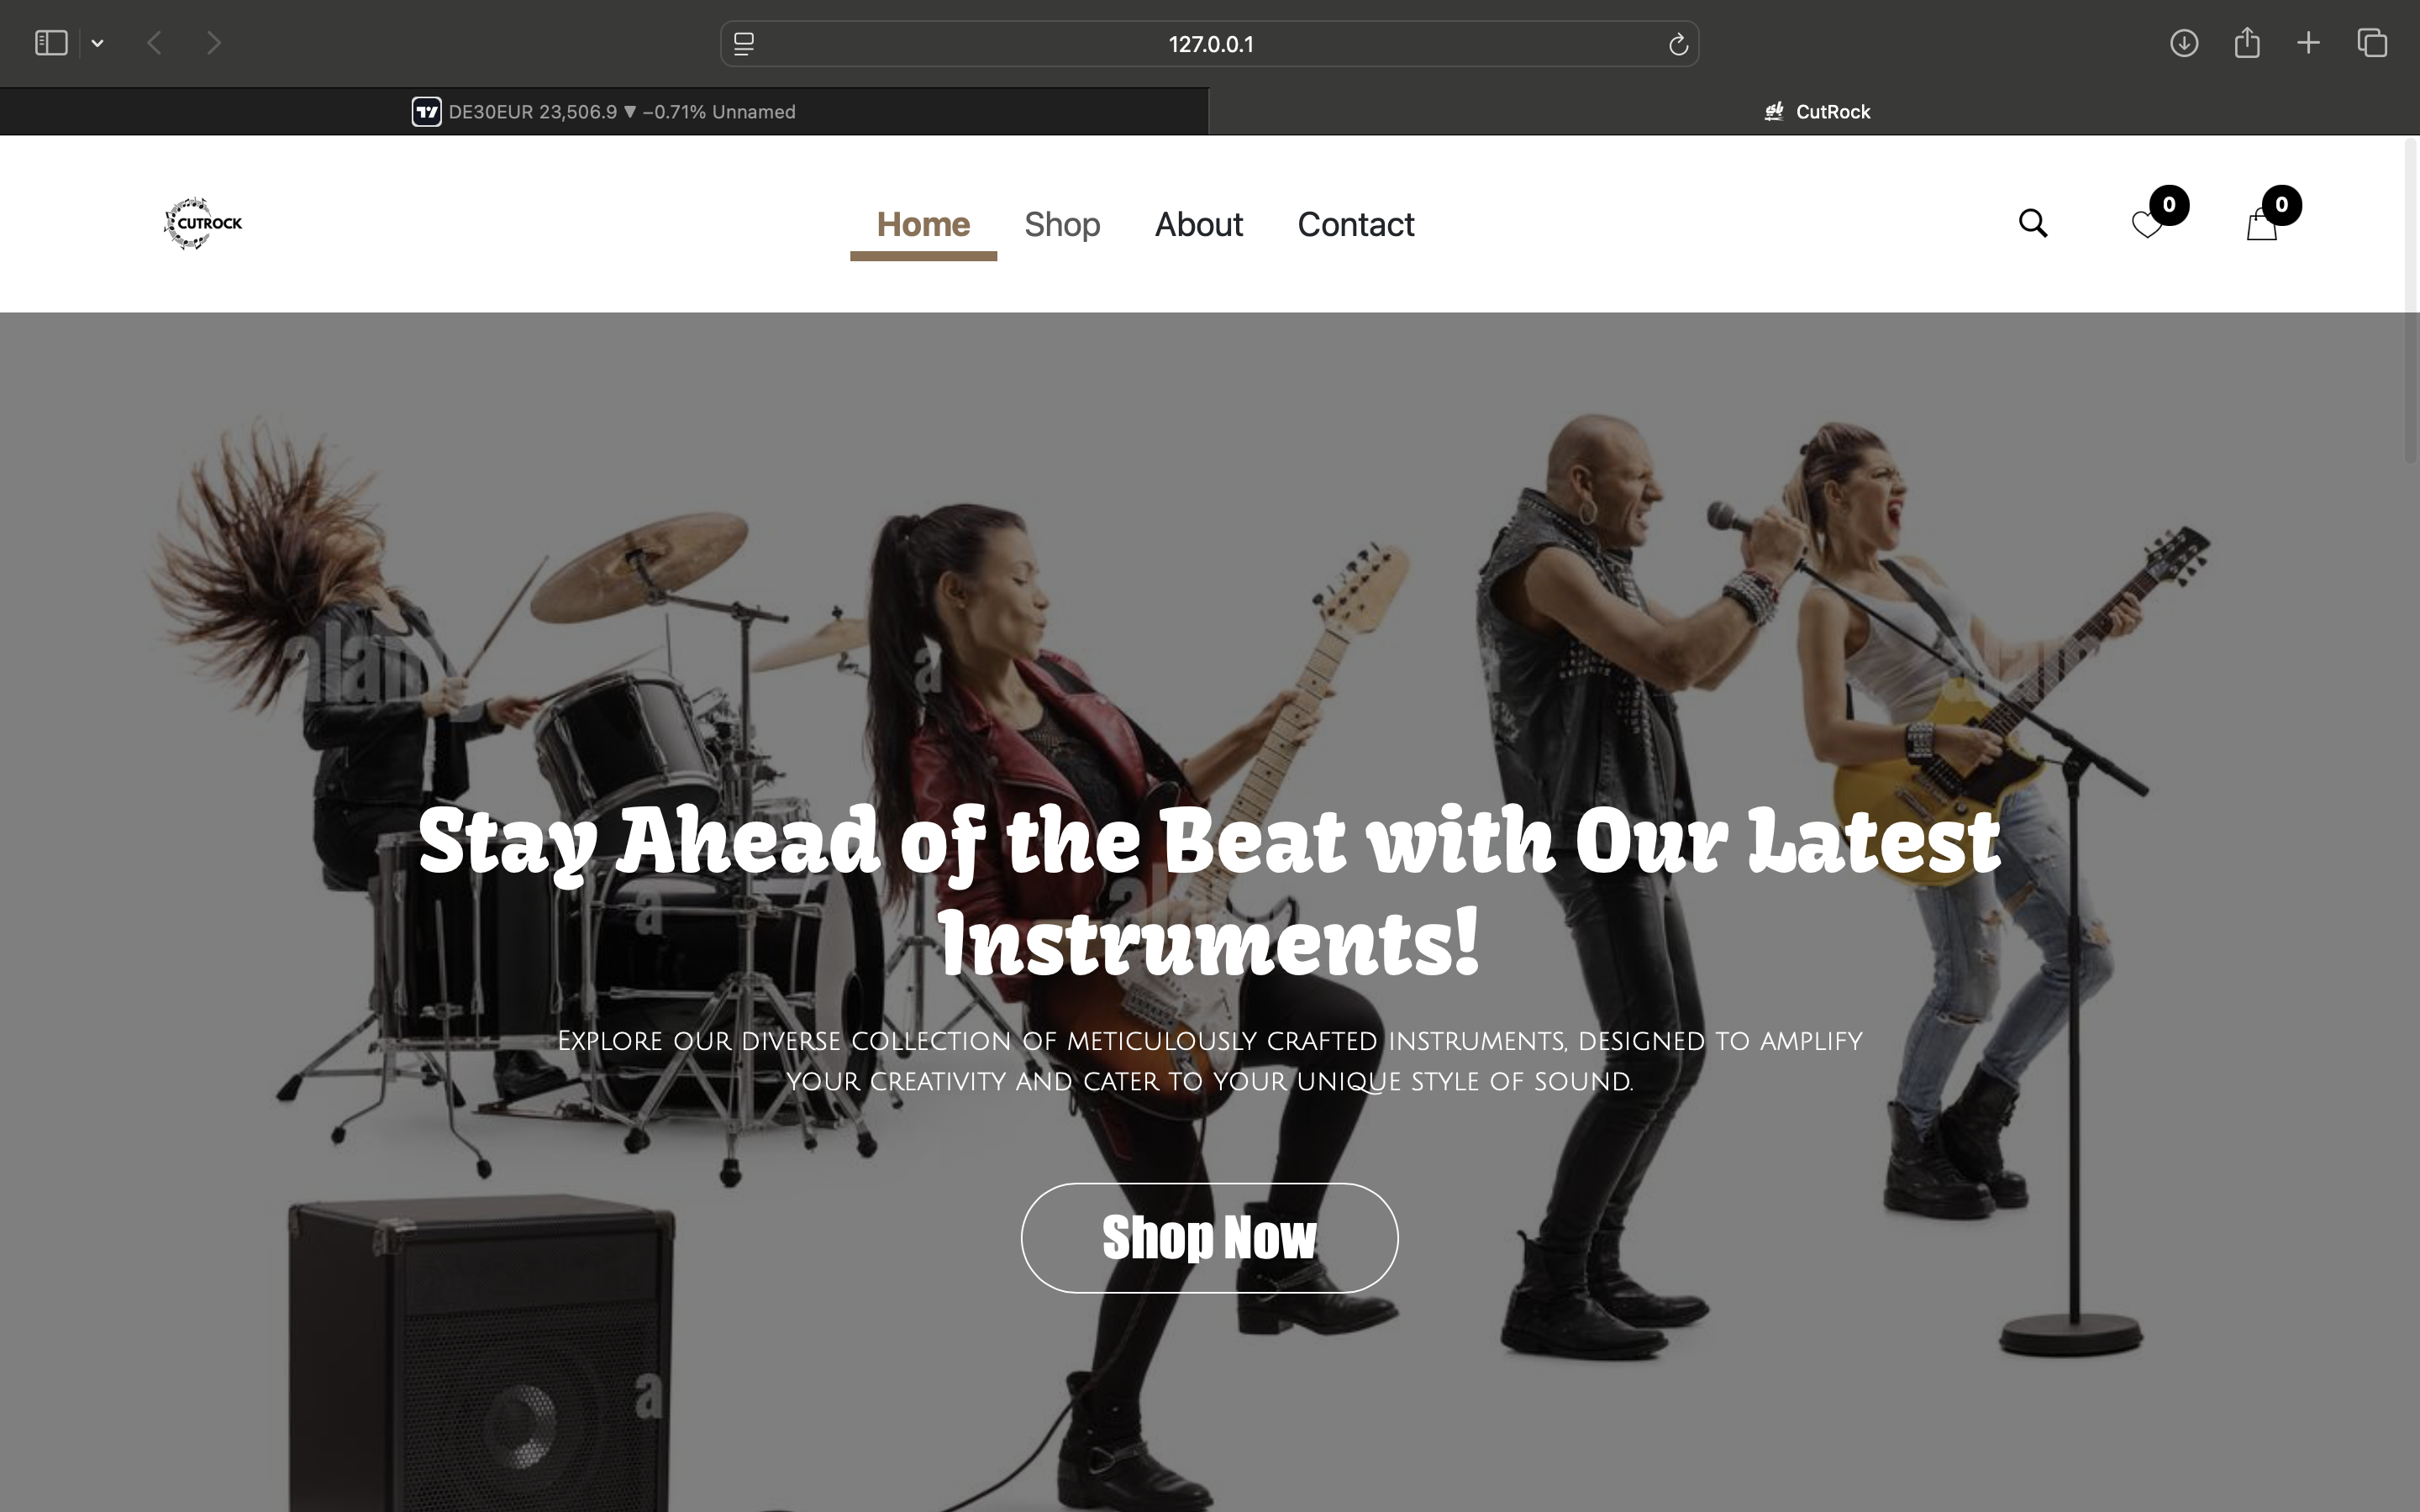 127.0.0.1
DE30EUR 23,506.9 ▼ −0.71% Unnamed
CutRock
CUTROCK
Home
Shop
About
Contact
0
0
alamy
a
a
Stay Ahead of the Beat with Our Latest
Instruments!
Explore our diverse collection of meticulously crafted instruments, designed to amplify
your creativity and cater to your unique style of sound.
Shop Now
a